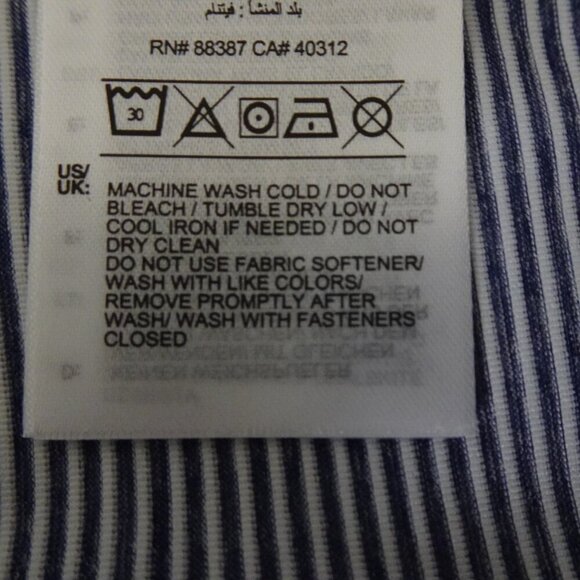 بلد المنشأ : فيتنام
RN# 88387 CA# 40312
30
US/
UK:
MACHINE WASH COLD / DO NOT
BLEACH / TUMBLE DRY LOW /
COOL IRON IF NEEDED / DO NOT
DRY CLEAN
DO NOT USE FABRIC SOFTENER/
WASH WITH LIKE COLORS/
REMOVE PROMPTLY AFTER
WASH/ WASH WITH FASTENERS
CLOSED